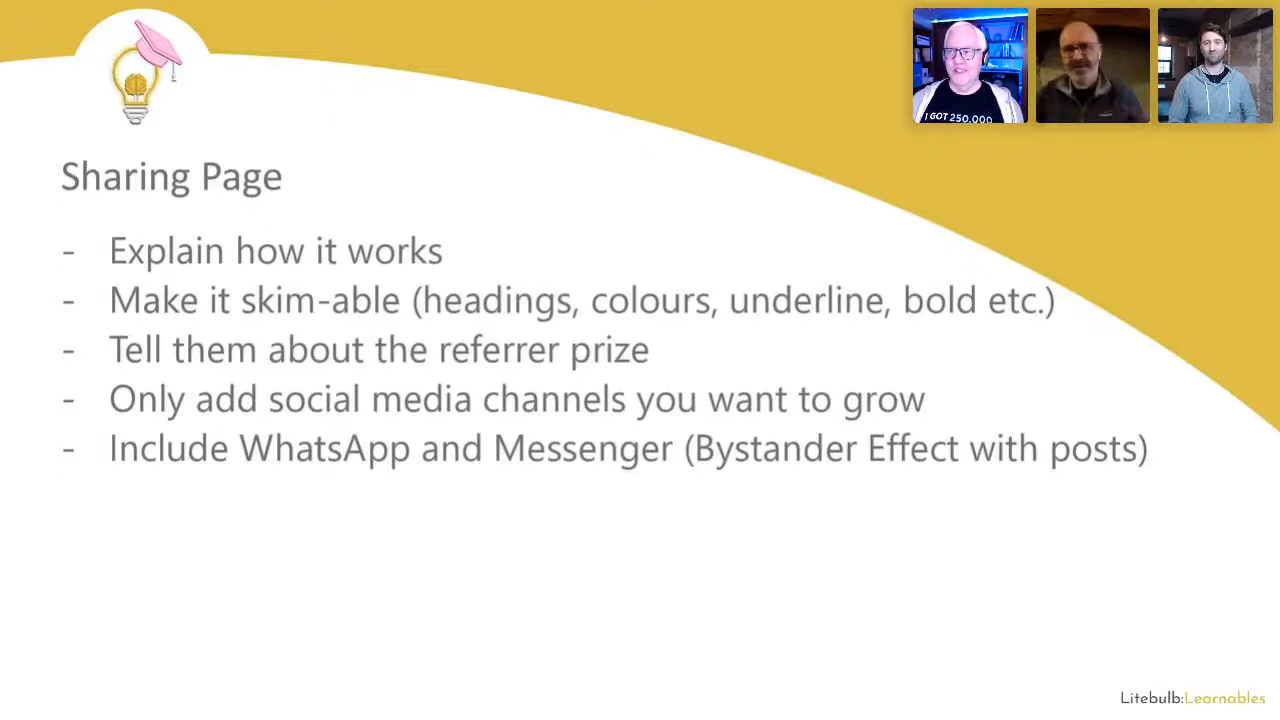 I GOT 250,000
Sharing Page
- Explain how it works
- Make it skim-able (headings, colours, underline, bold etc.)
- Tell them about the referrer prize
- Only add social media channels you want to grow
- Include WhatsApp and Messenger (Bystander Effect with posts)
Litebulb:Learnables